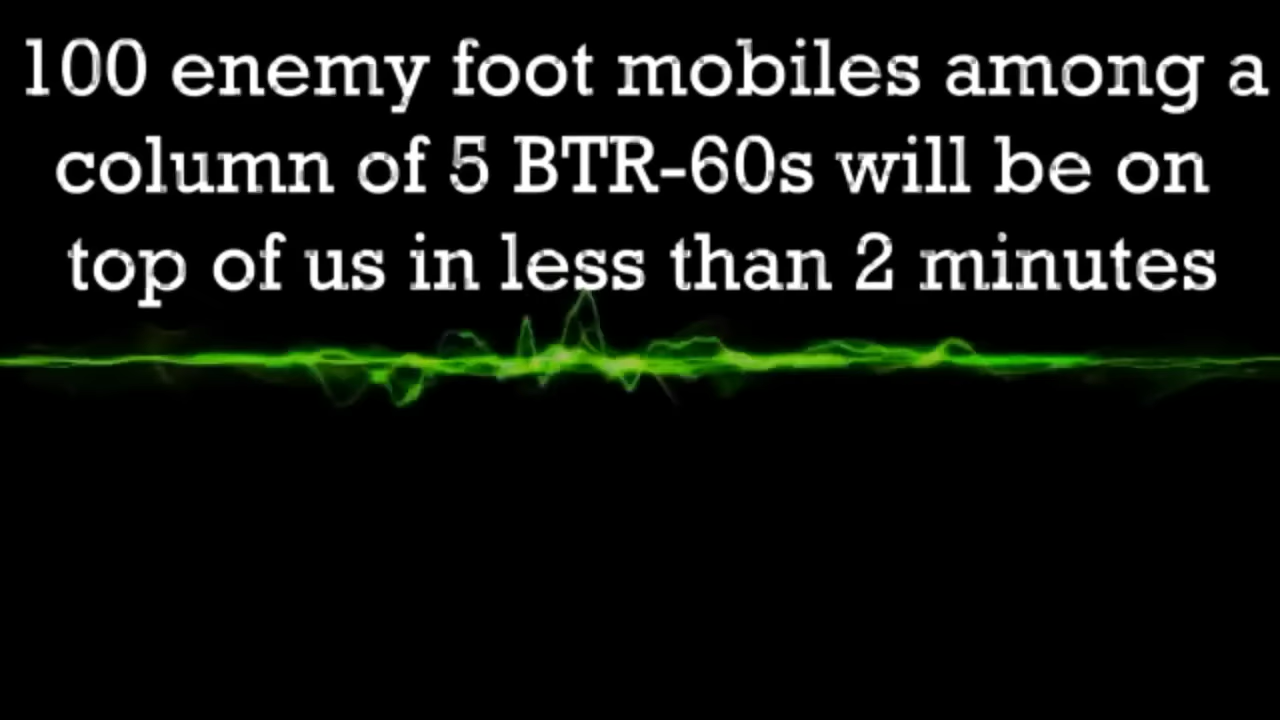 100 enemy foot mobiles among a
column of 5 BTR-60s will be on
top of us in less than 2 minutes